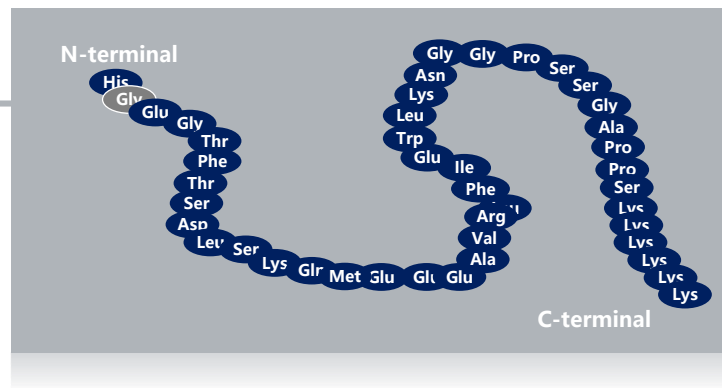 N-terminal
His
Gly
Glu
Gly
Thr
Phe
Thr
Ser
Asp
Leu
Ser
Lys
Gln
Met
Glu
Glu
Glu
Ala
Val
Arg
Phe
Ile
Glu
Trp
Leu
Lys
Asn
Gly
Gly
Pro
Ser
Ser
Gly
Ala
Pro
Pro
Ser
Lys
Lys
Lys
Lys
Lys
Lys
C-terminal